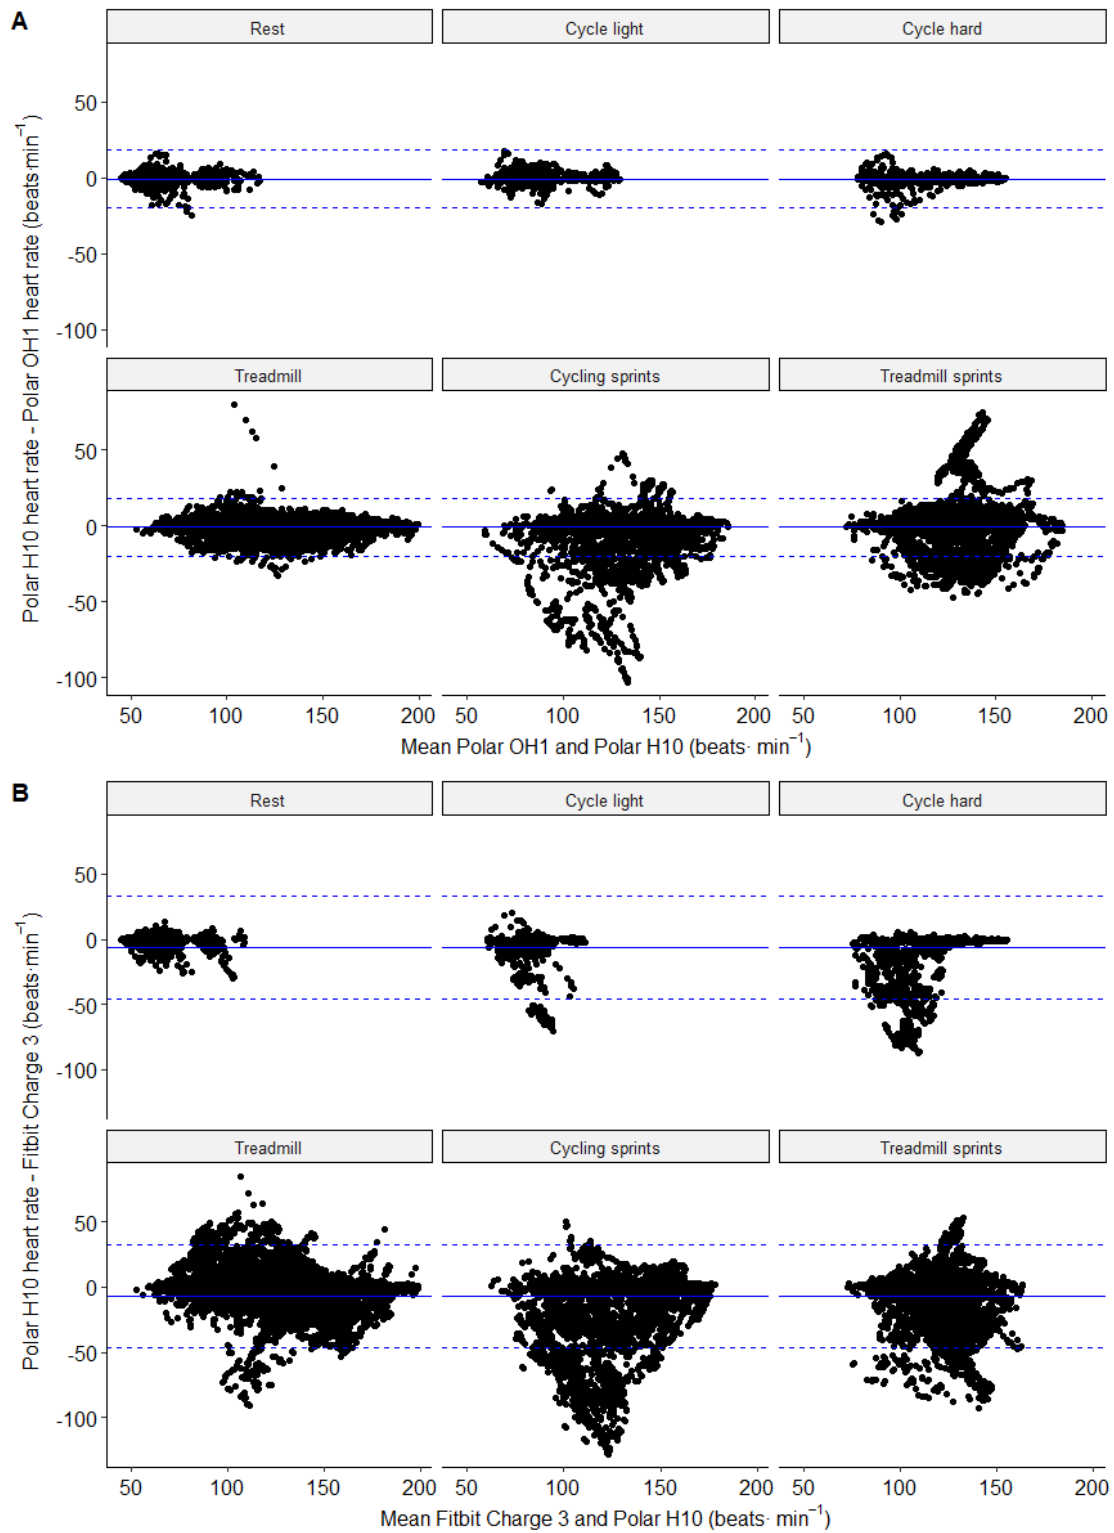 A
Rest
Cycle light
Cycle hard
50
0
-50
-100
Treadmill
Cycling sprints
Treadmill sprints
50
0
-50
-100
Polar H10 heart rate - Polar OH1 heart rate (beats·min⁻¹)
50 100 150 200
50 100 150 200
50 100 150 200
Mean Polar OH1 and Polar H10 (beats· min⁻¹)
B
Rest
Cycle light
Cycle hard
50
0
-50
-100
Treadmill
Cycling sprints
Treadmill sprints
50
0
-50
-100
Polar H10 heart rate - Fitbit Charge 3 (beats·min⁻¹)
50 100 150 200
50 100 150 200
50 100 150 200
Mean Fitbit Charge 3 and Polar H10 (beats· min⁻¹)